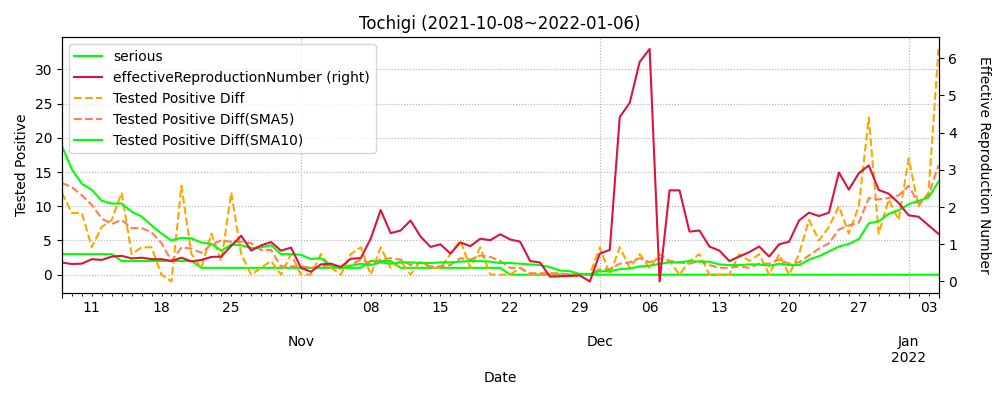 Tochigi (2021-10-08~2022-01-06)
serious
effectiveReproductionNumber (right)
Tested Positive Diff
Tested Positive Diff(SMA5)
Tested Positive Diff(SMA10)
Tested Positive
30
25
20
15
10
5
0
6
5
4
3
2
1
0
Effective Reproduction Number
11 18 25 08 15 22 29 06 13 20 27 03
Nov Dec Jan
2022
Date